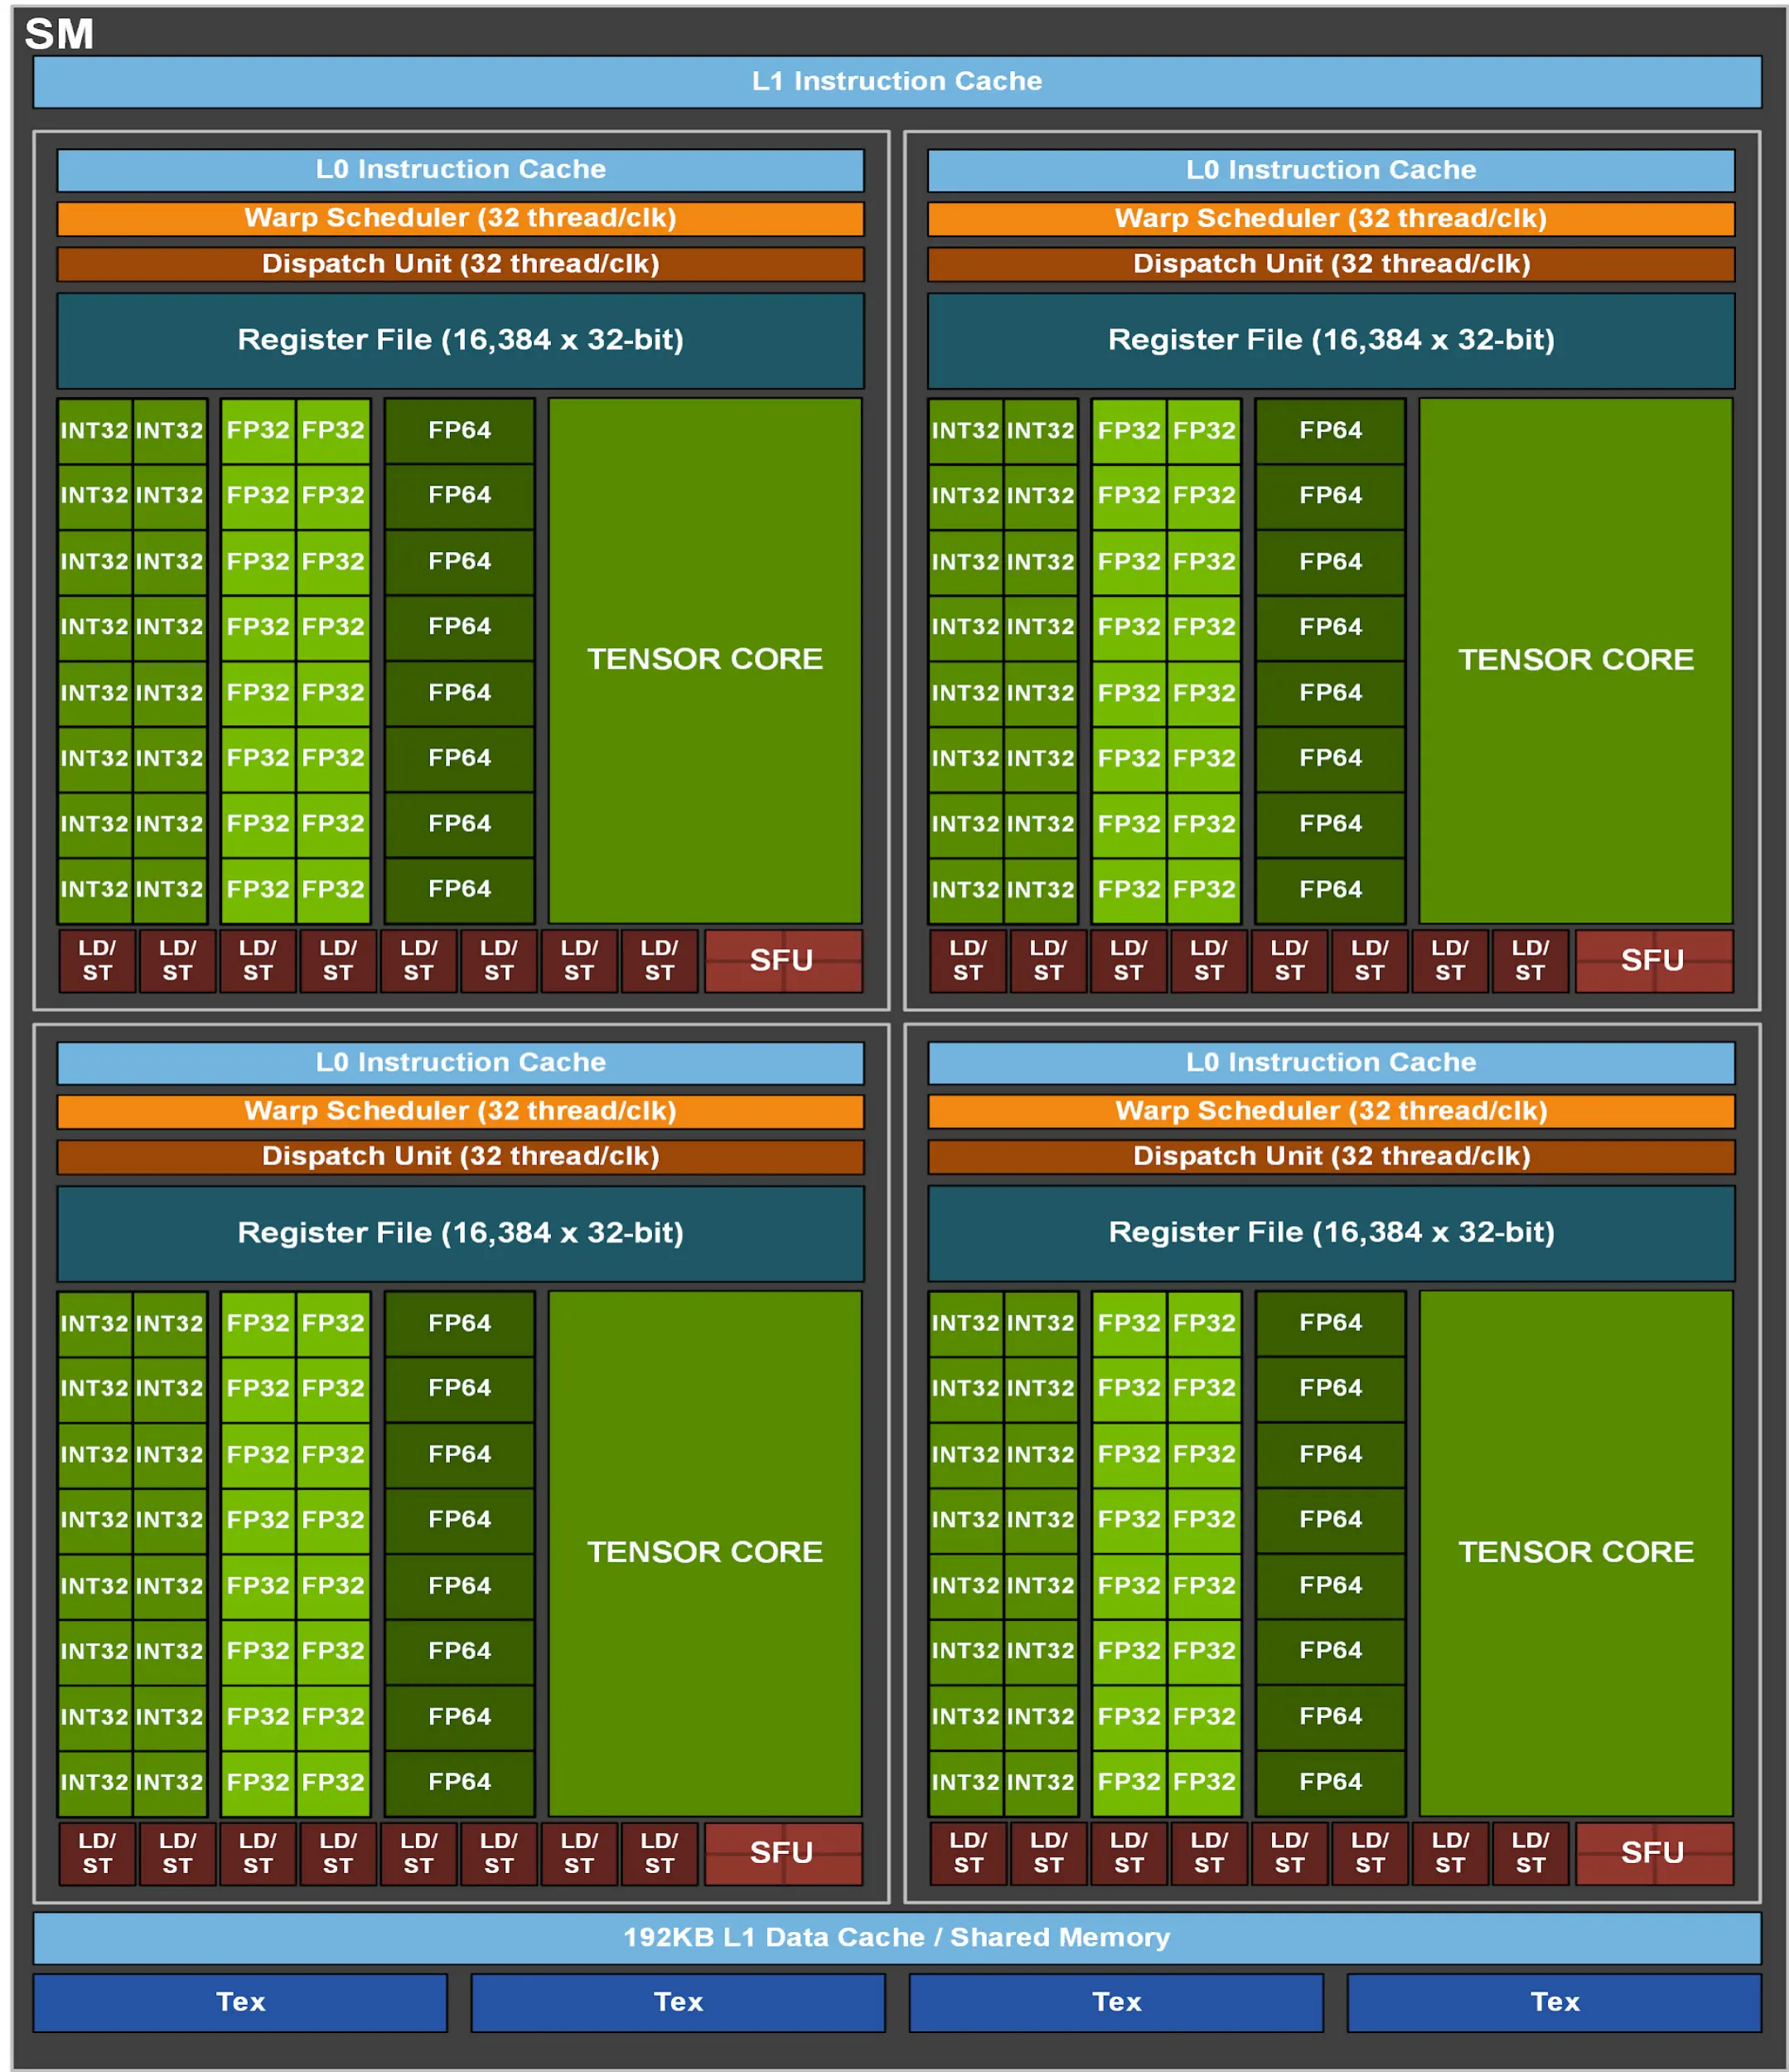 SM
L1 Instruction Cache
L0 Instruction Cache
Warp Scheduler (32 thread/clk)
Dispatch Unit (32 thread/clk)
Register File (16,384 x 32-bit)
INT32 INT32 FP32 FP32 FP64
INT32 INT32 FP32 FP32 FP64
INT32 INT32 FP32 FP32 FP64
INT32 INT32 FP32 FP32 FP64
TENSOR CORE
INT32 INT32 FP32 FP32 FP64
INT32 INT32 FP32 FP32 FP64
INT32 INT32 FP32 FP32 FP64
INT32 INT32 FP32 FP32 FP64
LD/ LD/ LD/ LD/ LD/ LD/ LD/ LD/
ST ST ST ST ST ST ST ST
SFU
L0 Instruction Cache
Warp Scheduler (32 thread/clk)
Dispatch Unit (32 thread/clk)
Register File (16,384 x 32-bit)
INT32 INT32 FP32 FP32 FP64
INT32 INT32 FP32 FP32 FP64
INT32 INT32 FP32 FP32 FP64
INT32 INT32 FP32 FP32 FP64
TENSOR CORE
INT32 INT32 FP32 FP32 FP64
INT32 INT32 FP32 FP32 FP64
INT32 INT32 FP32 FP32 FP64
INT32 INT32 FP32 FP32 FP64
LD/ LD/ LD/ LD/ LD/ LD/ LD/ LD/
ST ST ST ST ST ST ST ST
SFU
L0 Instruction Cache
Warp Scheduler (32 thread/clk)
Dispatch Unit (32 thread/clk)
Register File (16,384 x 32-bit)
INT32 INT32 FP32 FP32 FP64
INT32 INT32 FP32 FP32 FP64
INT32 INT32 FP32 FP32 FP64
INT32 INT32 FP32 FP32 FP64
TENSOR CORE
INT32 INT32 FP32 FP32 FP64
INT32 INT32 FP32 FP32 FP64
INT32 INT32 FP32 FP32 FP64
INT32 INT32 FP32 FP32 FP64
LD/ LD/ LD/ LD/ LD/ LD/ LD/ LD/
ST ST ST ST ST ST ST ST
SFU
L0 Instruction Cache
Warp Scheduler (32 thread/clk)
Dispatch Unit (32 thread/clk)
Register File (16,384 x 32-bit)
INT32 INT32 FP32 FP32 FP64
INT32 INT32 FP32 FP32 FP64
INT32 INT32 FP32 FP32 FP64
INT32 INT32 FP32 FP32 FP64
TENSOR CORE
INT32 INT32 FP32 FP32 FP64
INT32 INT32 FP32 FP32 FP64
INT32 INT32 FP32 FP32 FP64
INT32 INT32 FP32 FP32 FP64
LD/ LD/ LD/ LD/ LD/ LD/ LD/ LD/
ST ST ST ST ST ST ST ST
SFU
192KB L1 Data Cache / Shared Memory
Tex Tex Tex Tex